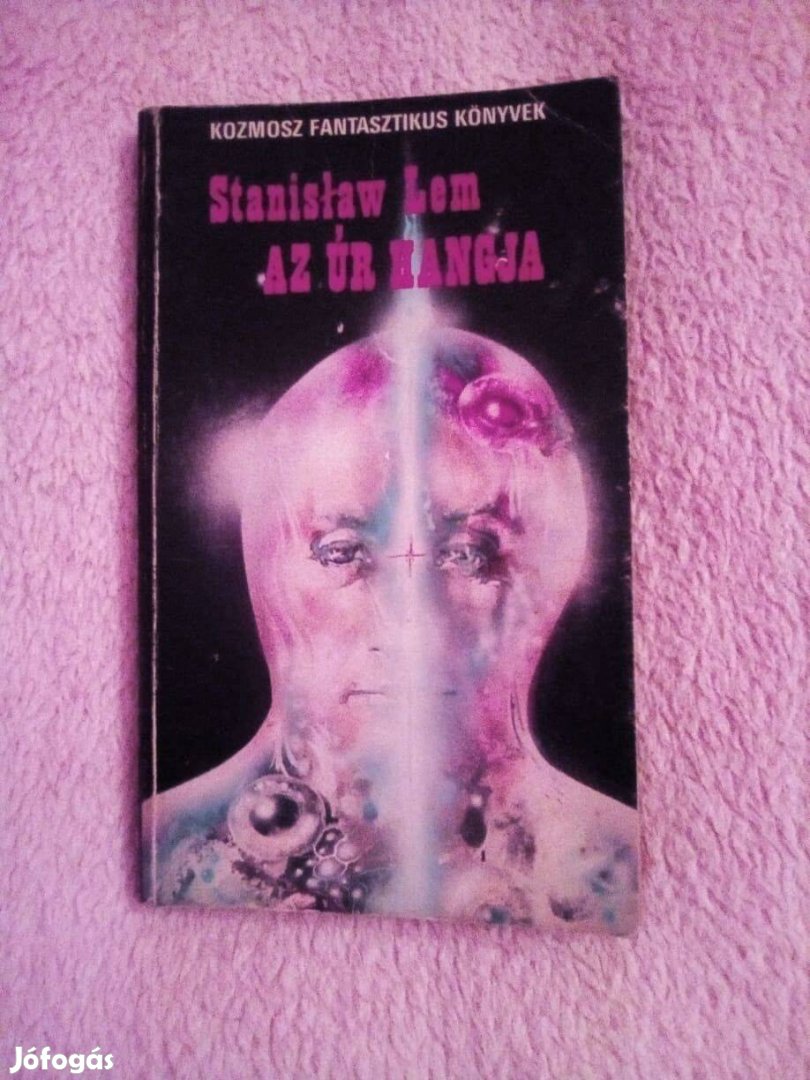 KOZMOSZ FANTASZTIKUS KÖNYVEK
Stanisław Lem
AZ ÚR HANGJA
Jófogás